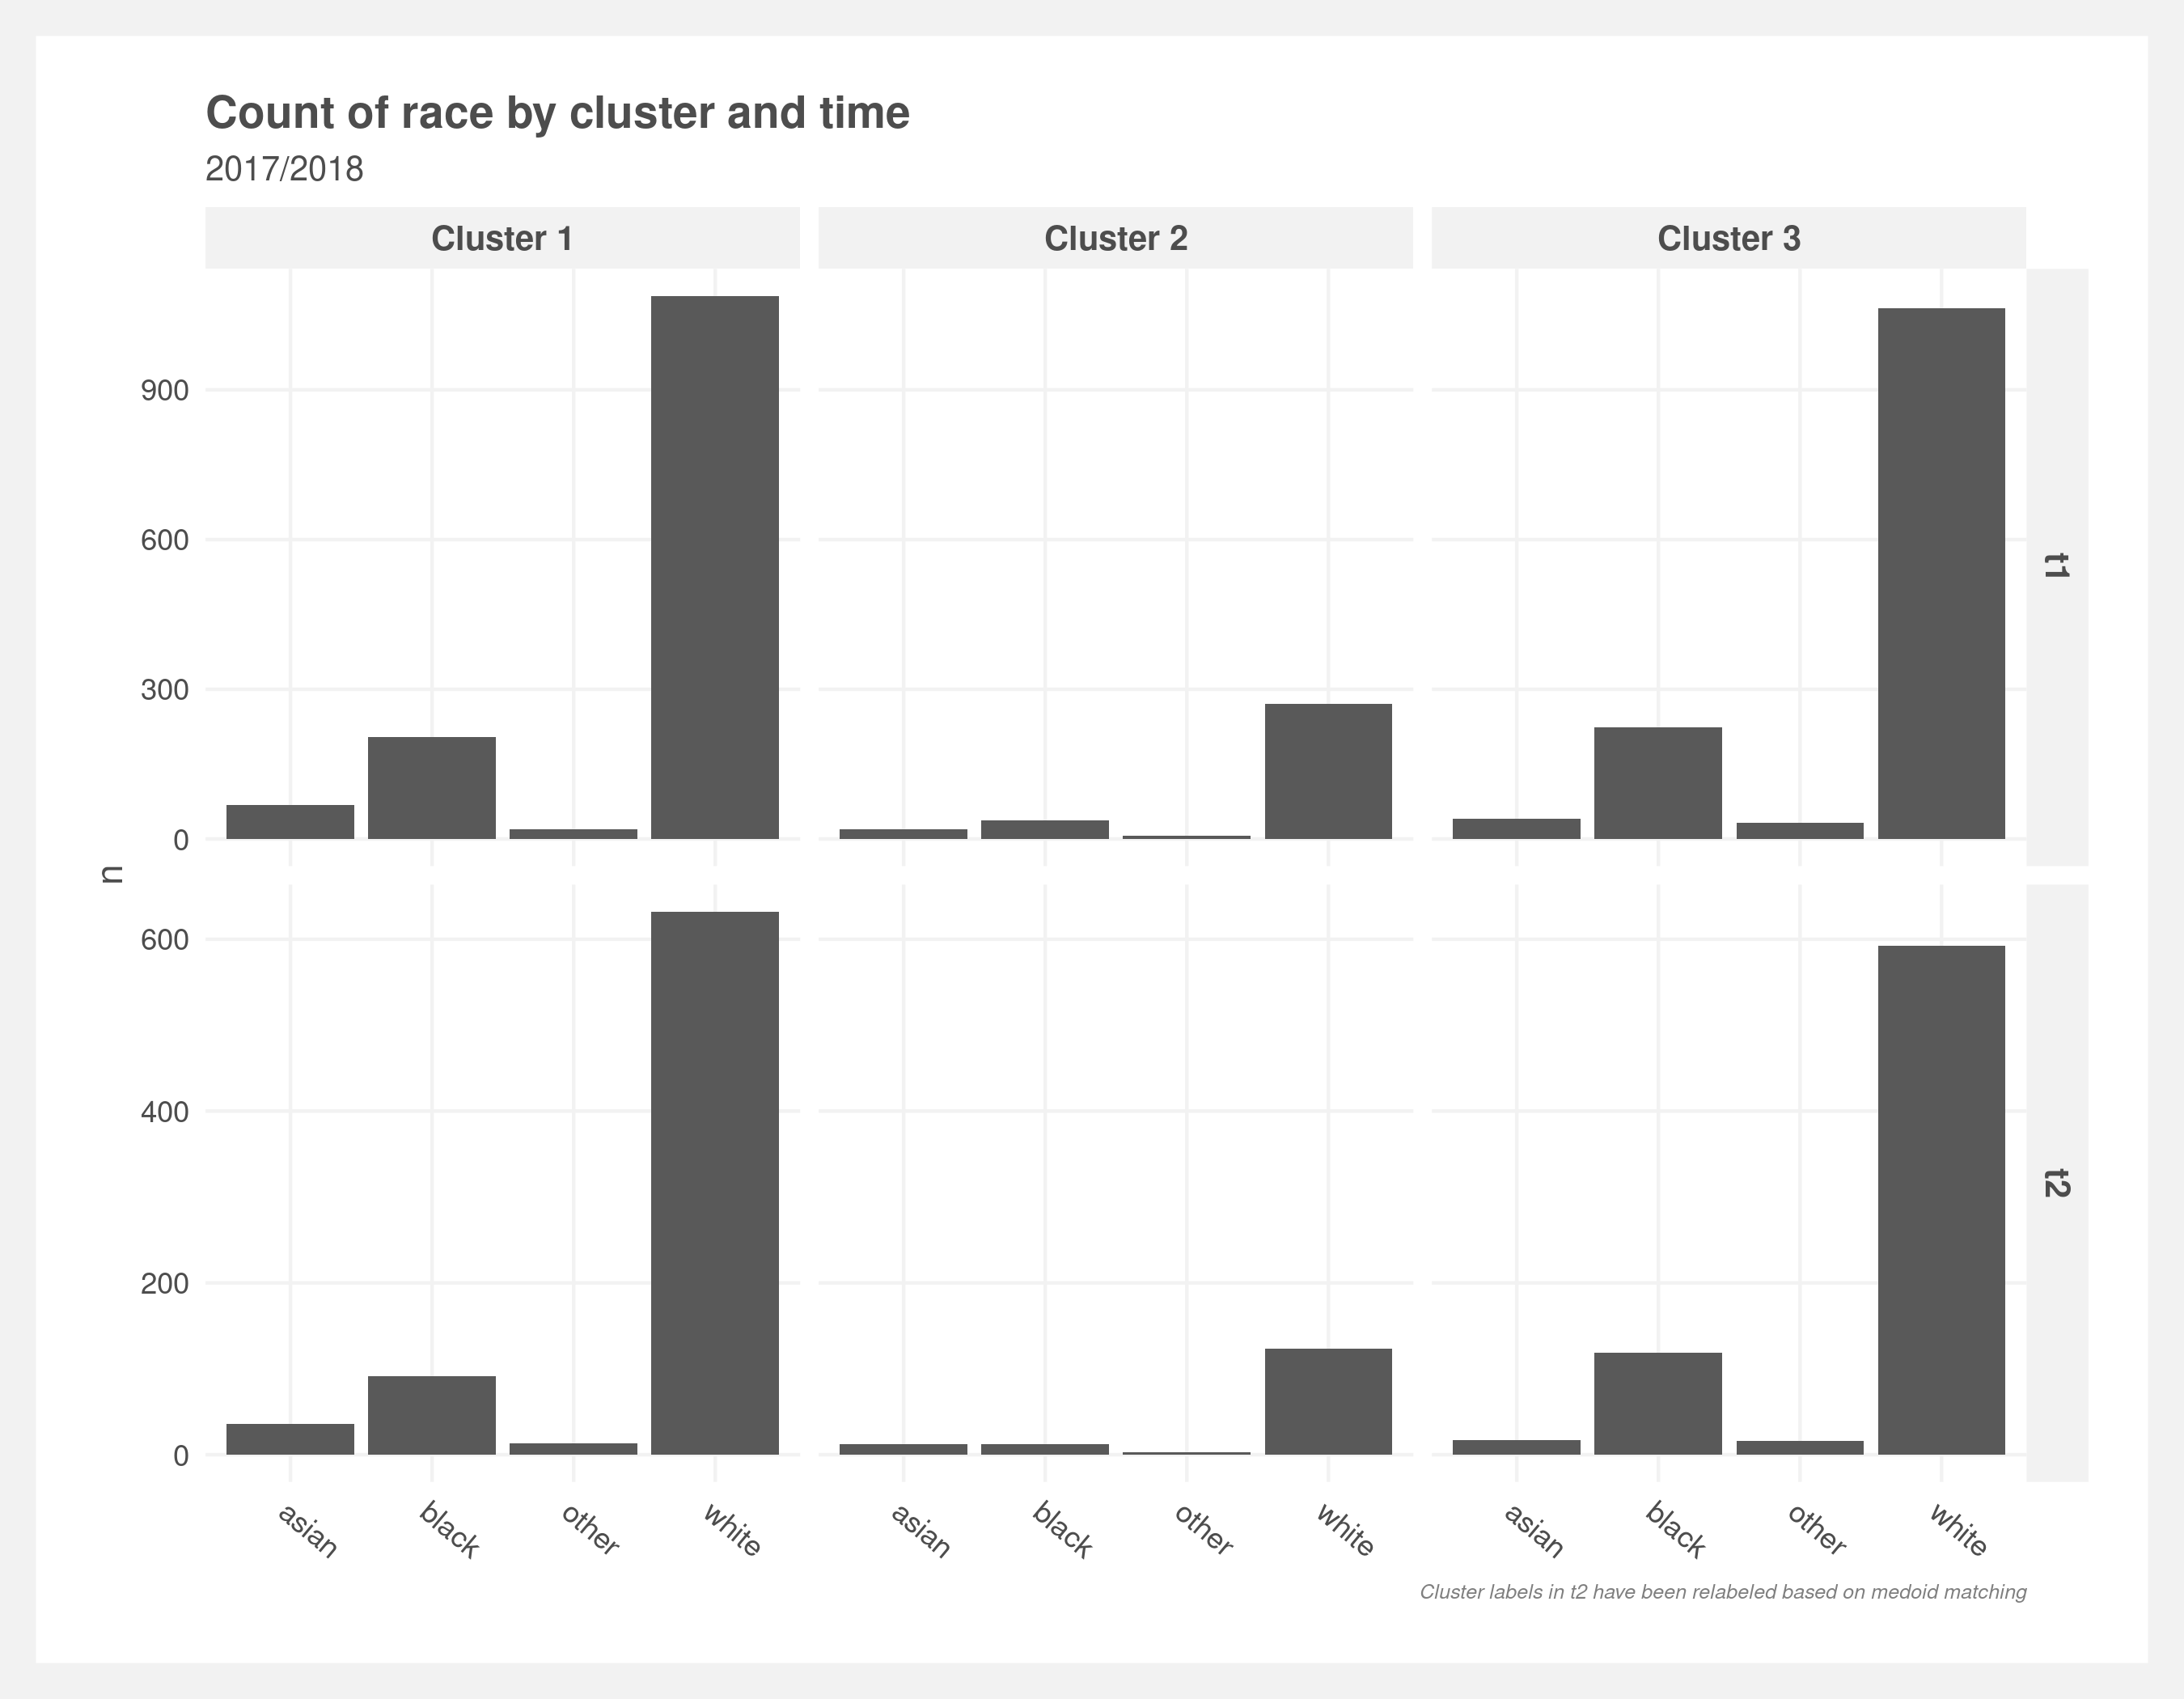 Count of race by cluster and time
2017/2018
Cluster 1 Cluster 2 Cluster 3
900
600
300
0
t1
n
600
400
200
0
t2
asian black other white asian black other white asian black other white
Cluster labels in t2 have been relabeled based on medoid matching